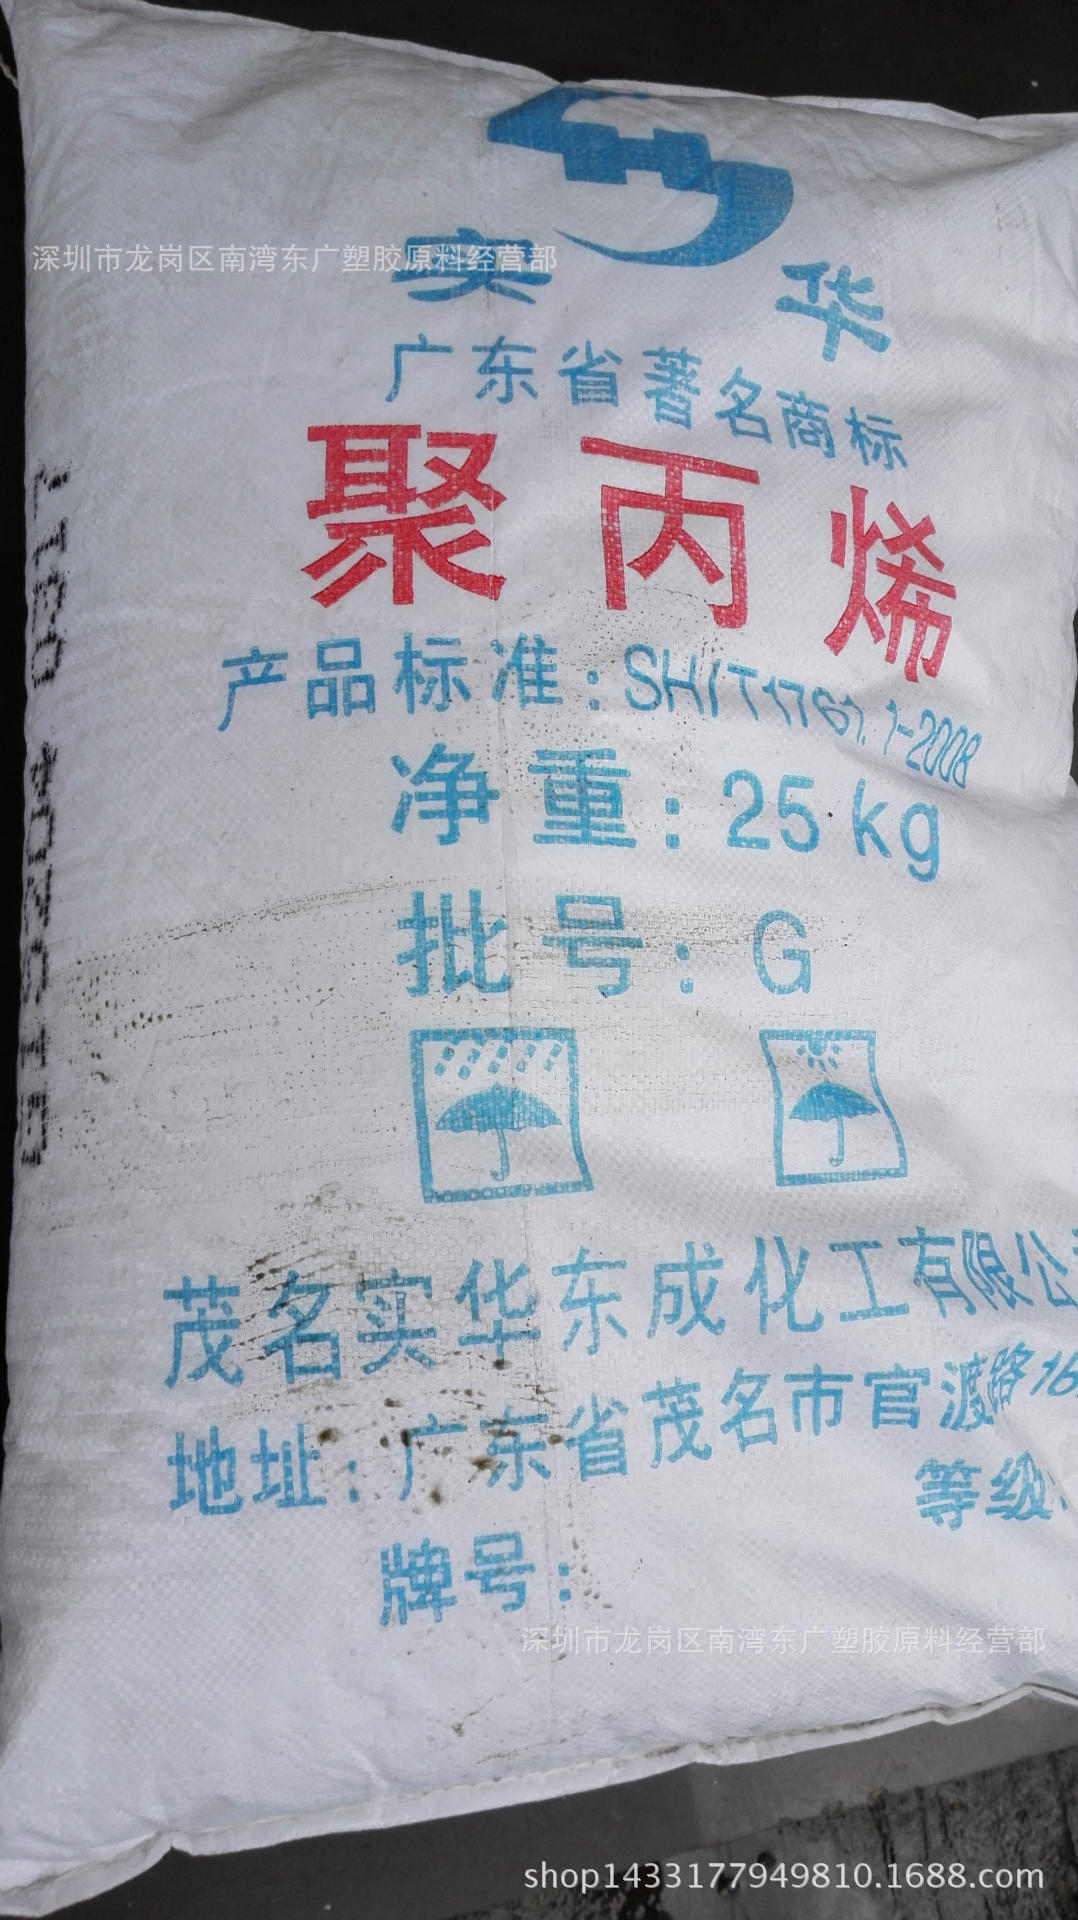 深圳市龙岗区南湾东广塑胶原料经营部
实 华
广东省著名商标
聚丙烯
产品标准:SH/T1761.1-2008
净重:25kg
批号:G
茂名实华东成化工有限公
地址:广东省茂名市官渡路16
等级
牌号:
深圳市龙岗区南湾东广塑胶原料经营部
shop1433177949810.1688.com